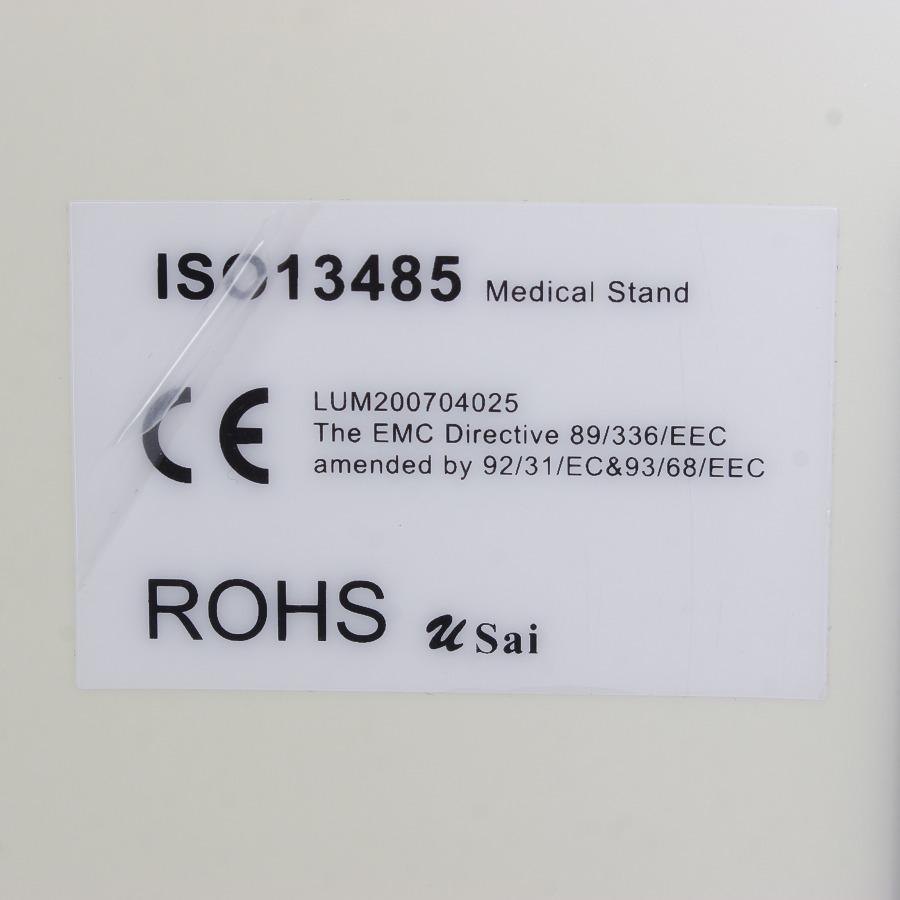 ISO13485 Medical Stand
CE LUM200704025
The EMC Directive 89/336/EEC
amended by 92/31/EC&93/68/EEC
ROHS u Sai